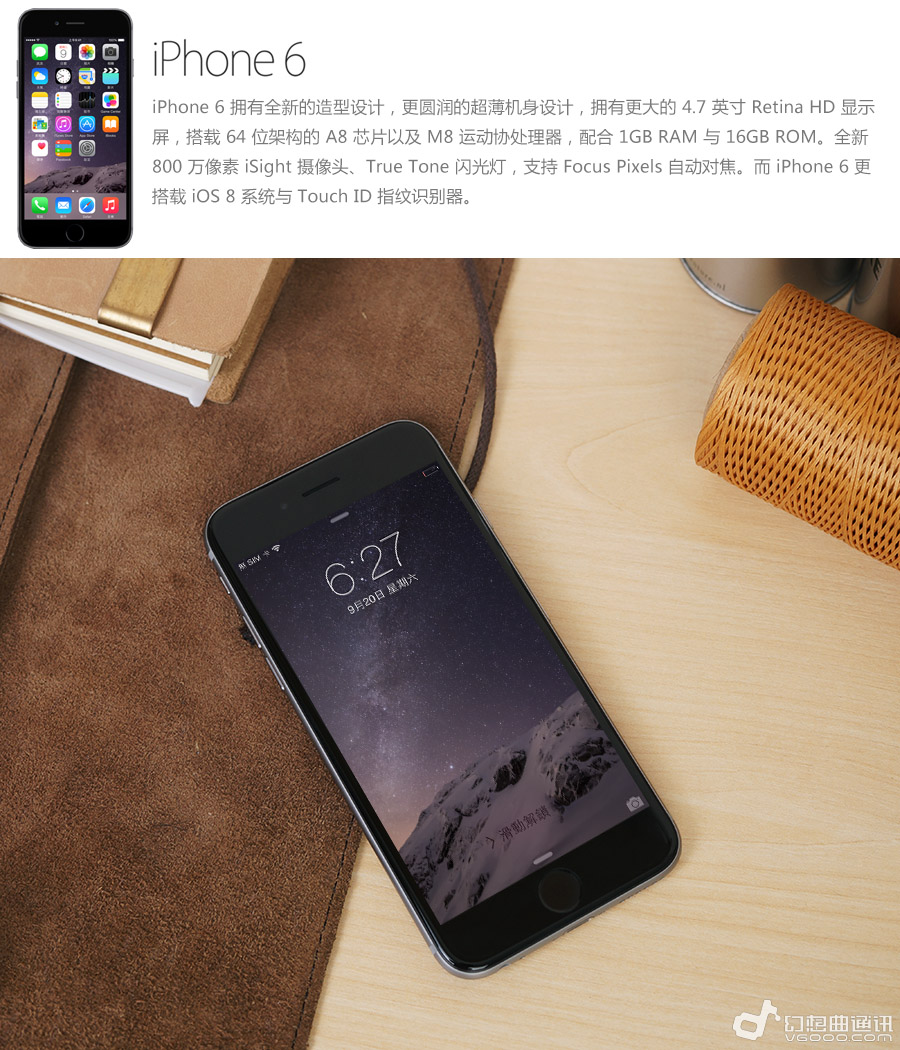 iPhone 6
iPhone 6 拥有全新的造型设计，更圆润的超薄机身设计，拥有更大的 4.7 英寸 Retina HD 显示
屏，搭载 64 位架构的 A8 芯片以及 M8 运动协处理器，配合 1GB RAM 与 16GB ROM。全新
800 万像素 iSight 摄像头、True Tone 闪光灯，支持 Focus Pixels 自动对焦。而 iPhone 6 更
搭载 iOS 8 系统与 Touch ID 指纹识别器。
無 SIM 卡
6:27
9月20日 星期六
> 滑動解鎖
幻想曲通讯
VGOOO.COM